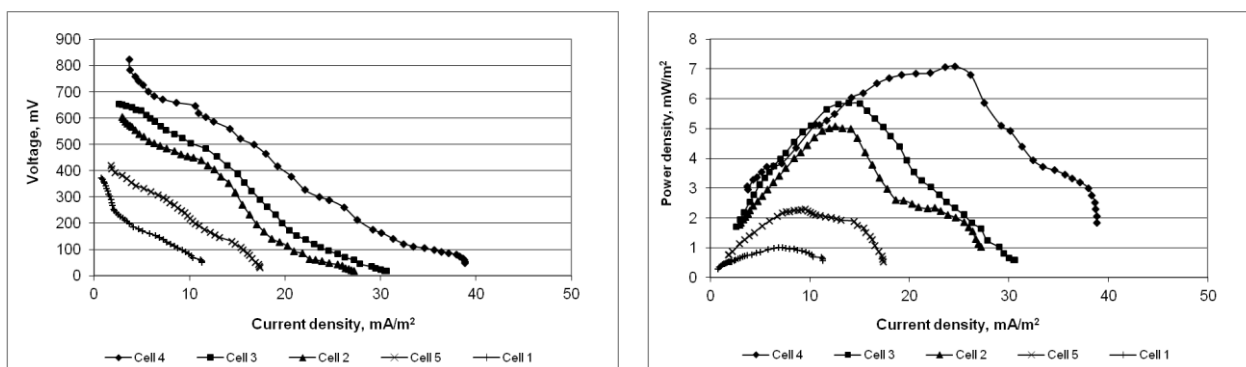 900
800
700
600
500
400
300
200
100
0
Voltage, mV
0 10 20 30 40 50
Current density, mA/m²
Cell 4 Cell 3 Cell 2 Cell 5 Cell 1
8
7
6
5
4
3
2
1
0
Power density, mW/m²
0 10 20 30 40 50
Current density, mA/m²
Cell 4 Cell 3 Cell 2 Cell 5 Cell 1